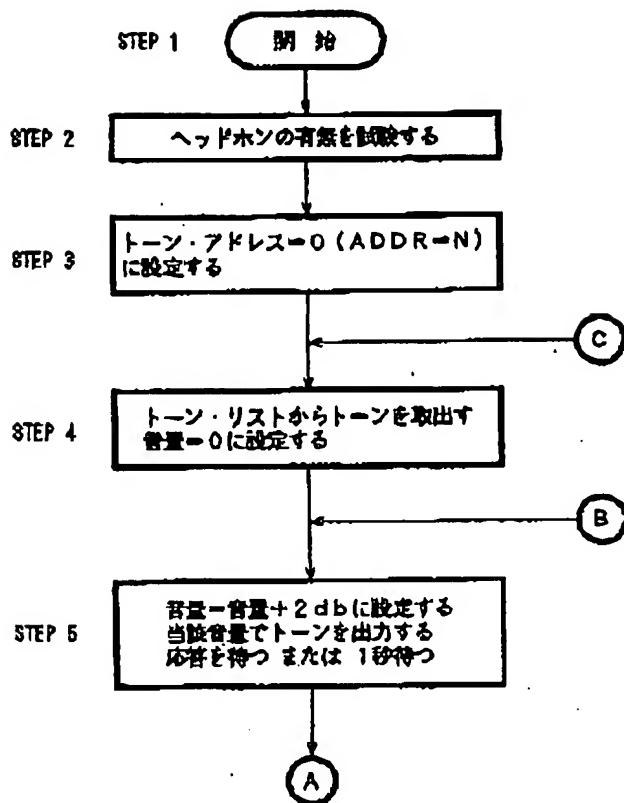 STEP 1
開 始
STEP 2
ヘッドホンの有無を試験する
STEP 3
トーン・アドレス=0(ADDR=N)
に設定する
C
STEP 4
トーン・リストからトーンを取出す
音量=0に設定する
B
STEP 5
音量=音量+2dbに設定する
当該音量でトーンを出力する
応答を待つ または 1秒待つ
A